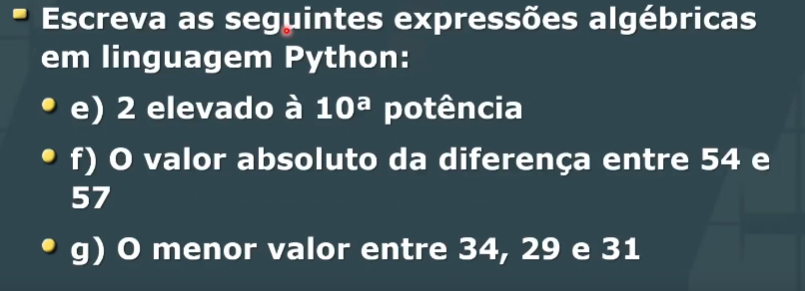 Escreva as seguintes expressões algébricas
em linguagem Python:
e) 2 elevado à 10ª potência
f) O valor absoluto da diferença entre 54 e
57
g) O menor valor entre 34, 29 e 31